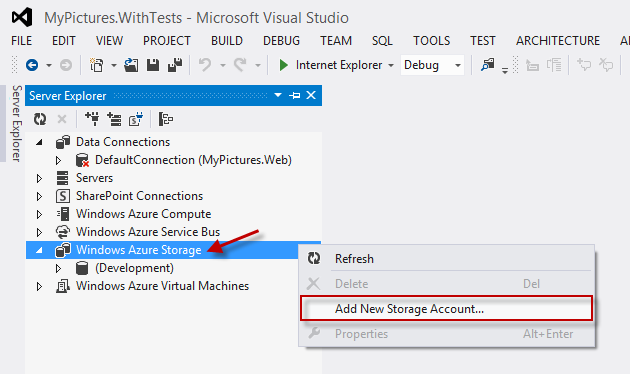 MyPictures.WithTests - Microsoft Visual Studio
FILE EDIT VIEW PROJECT BUILD DEBUG TEAM SQL TOOLS TEST ARCHITECTURE
Internet Explorer Debug
Server Explorer
Server Explorer
Data Connections
DefaultConnection (MyPictures.Web)
Servers
SharePoint Connections
Windows Azure Compute
Windows Azure Service Bus
Windows Azure Storage
(Development)
Windows Azure Virtual Machines
Refresh
Delete Del
Add New Storage Account...
Properties Alt+Enter